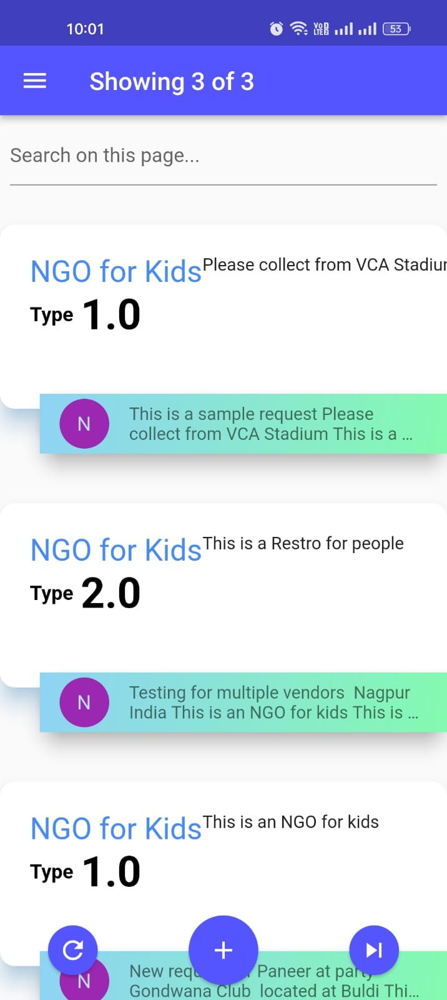 10:01
VoD LTE2
53
Showing 3 of 3
Search on this page...
NGO for Kids Please collect from VCA
Type 1.0
N
This is a sample request Please
collect from VCA Stadium This is a ...
NGO for Kids This is a Restro for people
Type 2.0
N
Testing for multiple vendors Nagpur
India This is an NGO for kids This is ...
NGO for Kids This is an NGO for kids
Type 1.0
N
New Paneer at party
Gondwana Club located at Buldi Thi...